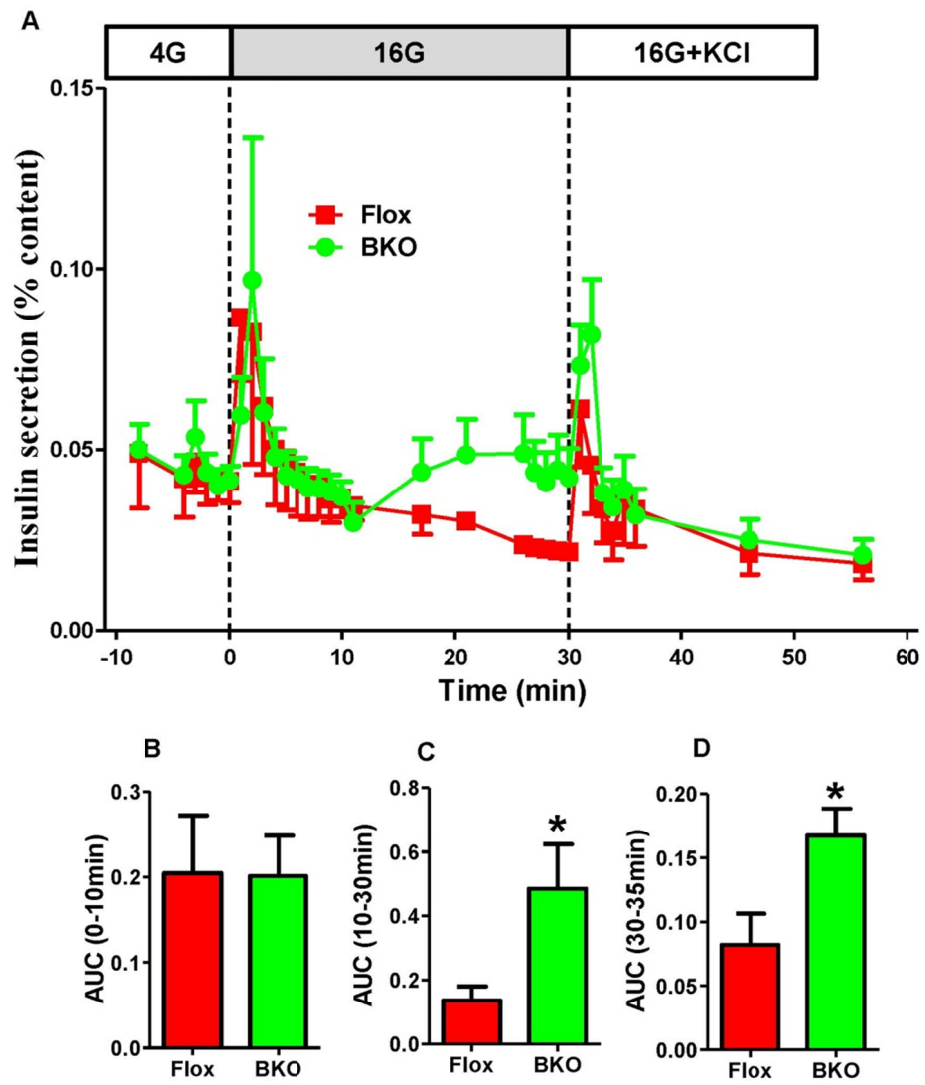 A
4G 16G 16G+KCl
Insulin secretion (% content)
0.15
0.10
0.05
0.00
Flox
BKO
-10 0 10 20 30 40 50 60
Time (min)
B
AUC (0-10min)
0.3
0.2
0.1
0.0
Flox BKO
C
AUC (10-30min)
0.8
0.6
0.4
0.2
0.0
*
Flox BKO
D
AUC (30-35min)
0.20
0.15
0.10
0.05
0.00
*
Flox BKO